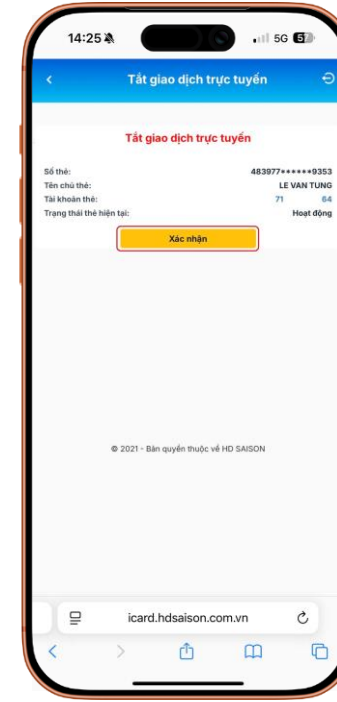 14:25
5G 57
Tắt giao dịch trực tuyến
Tắt giao dịch trực tuyến
Số thẻ: 483977******9353
Tên chủ thẻ: LE VAN TUNG
Tài khoản thẻ: 71 64
Trạng thái thẻ hiện tại: Hoạt động
Xác nhận
© 2021 - Bản quyền thuộc về HD SAISON
icard.hdsaison.com.vn